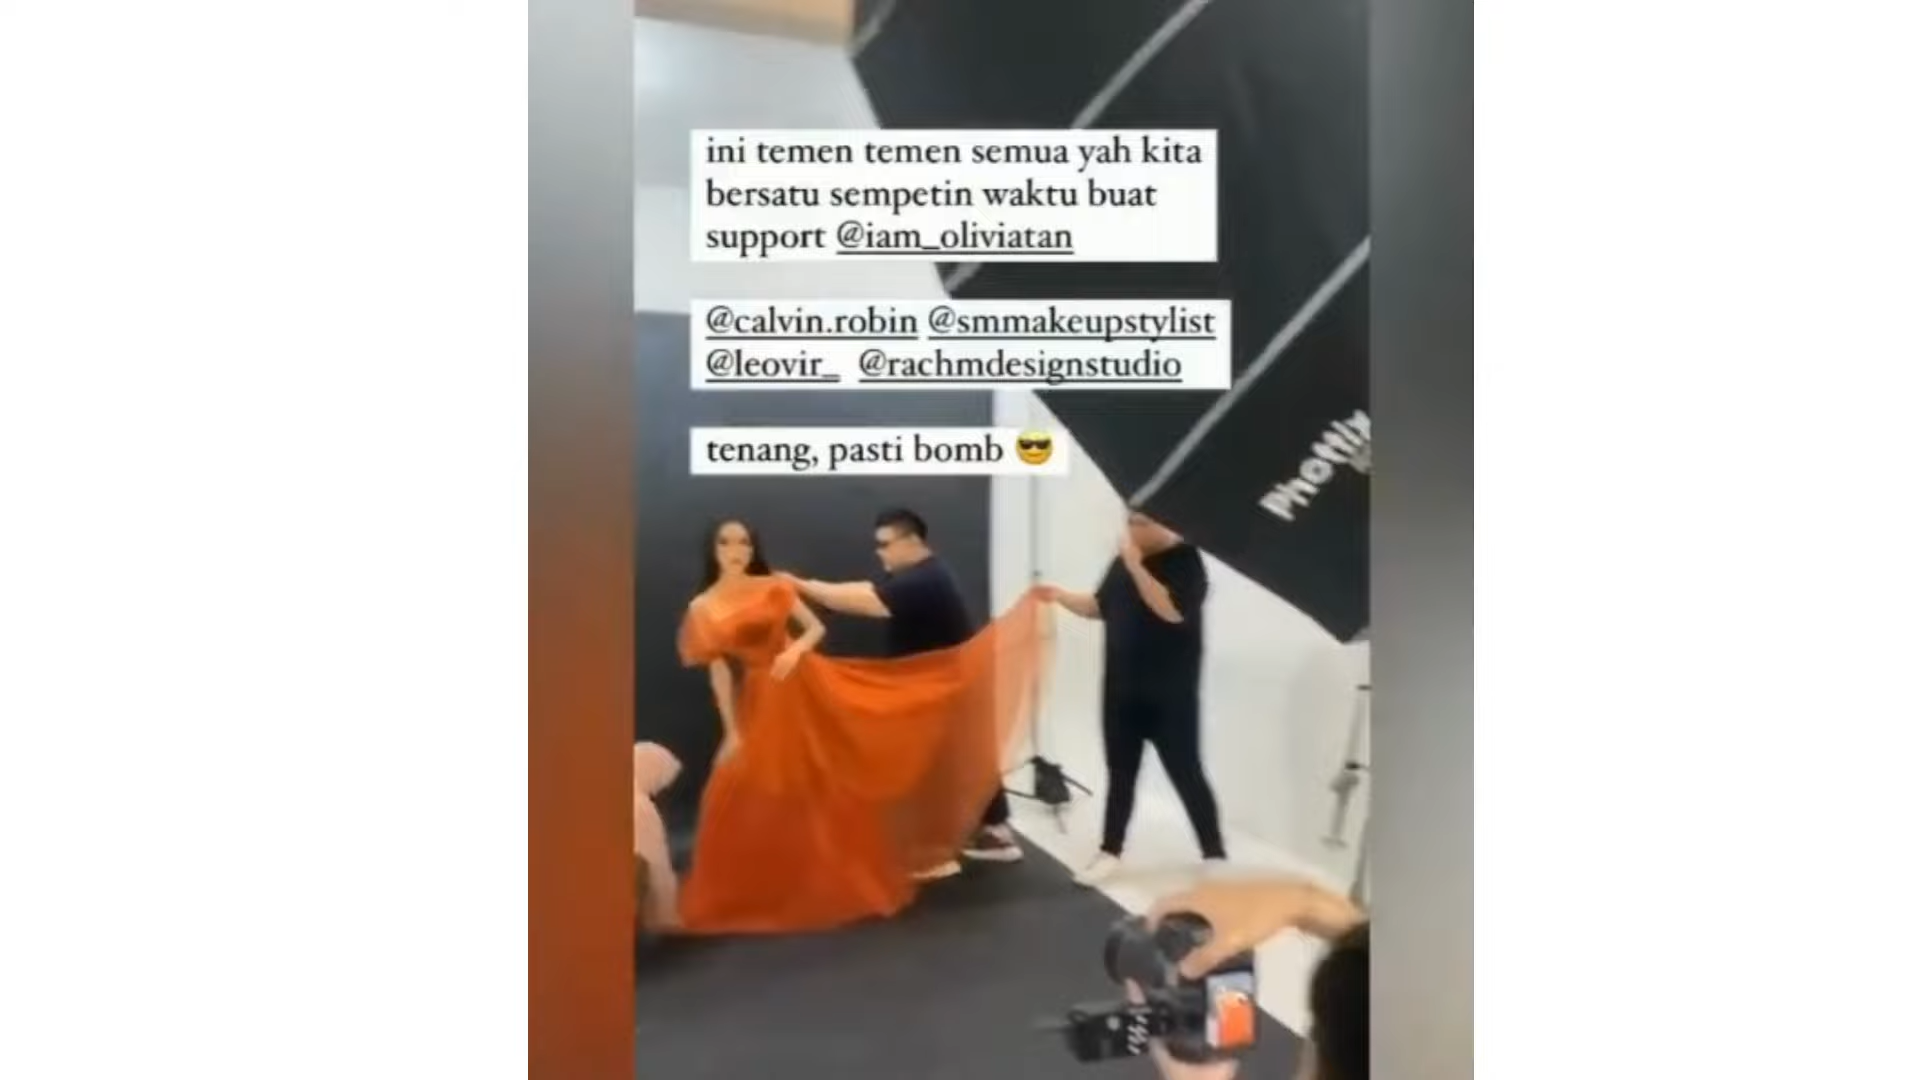 ini temen temen semua yah kita
bersatu sempetin waktu buat
support @iam_oliviatan
@calvin.robin @smmakeupstylist
@leovir_ @rachmdesignstudio
tenang, pasti bomb 😎
Phottix